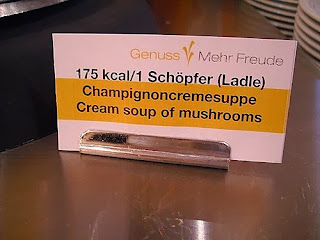 Genuss Mehr Freude
175 kcal/1 Schöpfer (Ladle)
Champignoncremesuppe
Cream soup of mushrooms